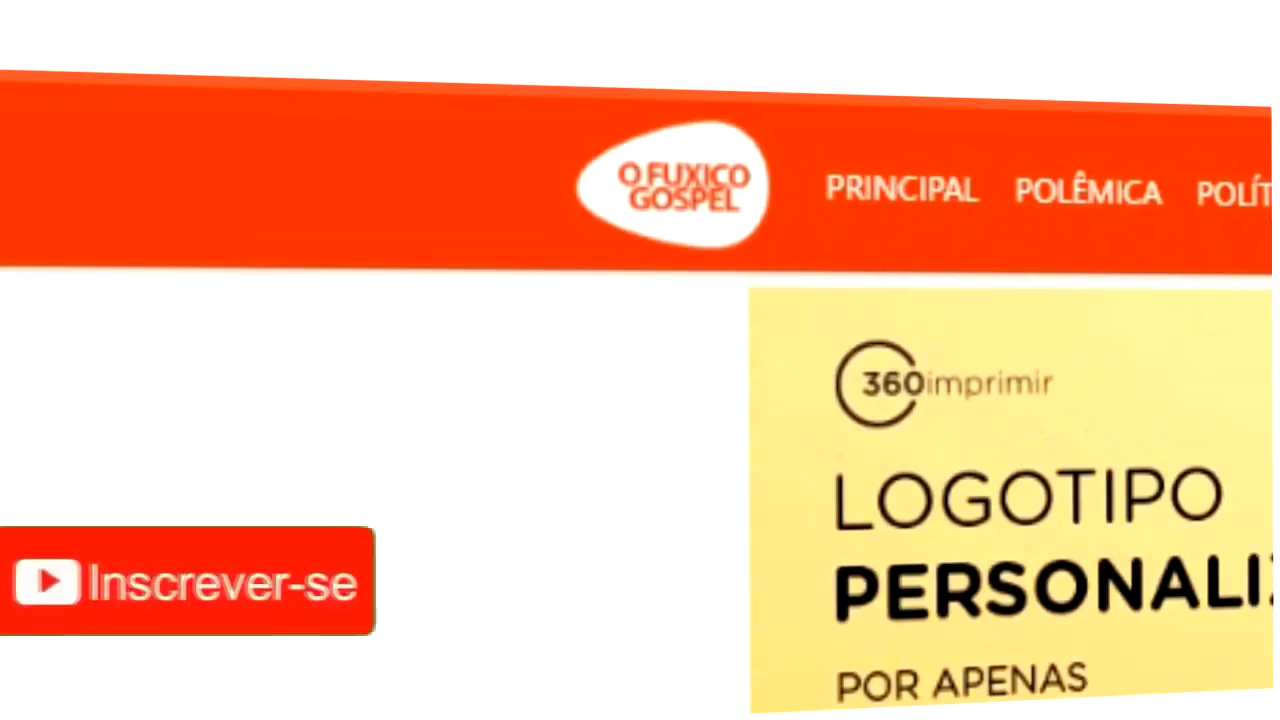 O FUXICO
GOSPEL
PRINCIPAL POLÊMICA
360imprimir
LOGOTIPO
Inscrever-se
POR APENAS